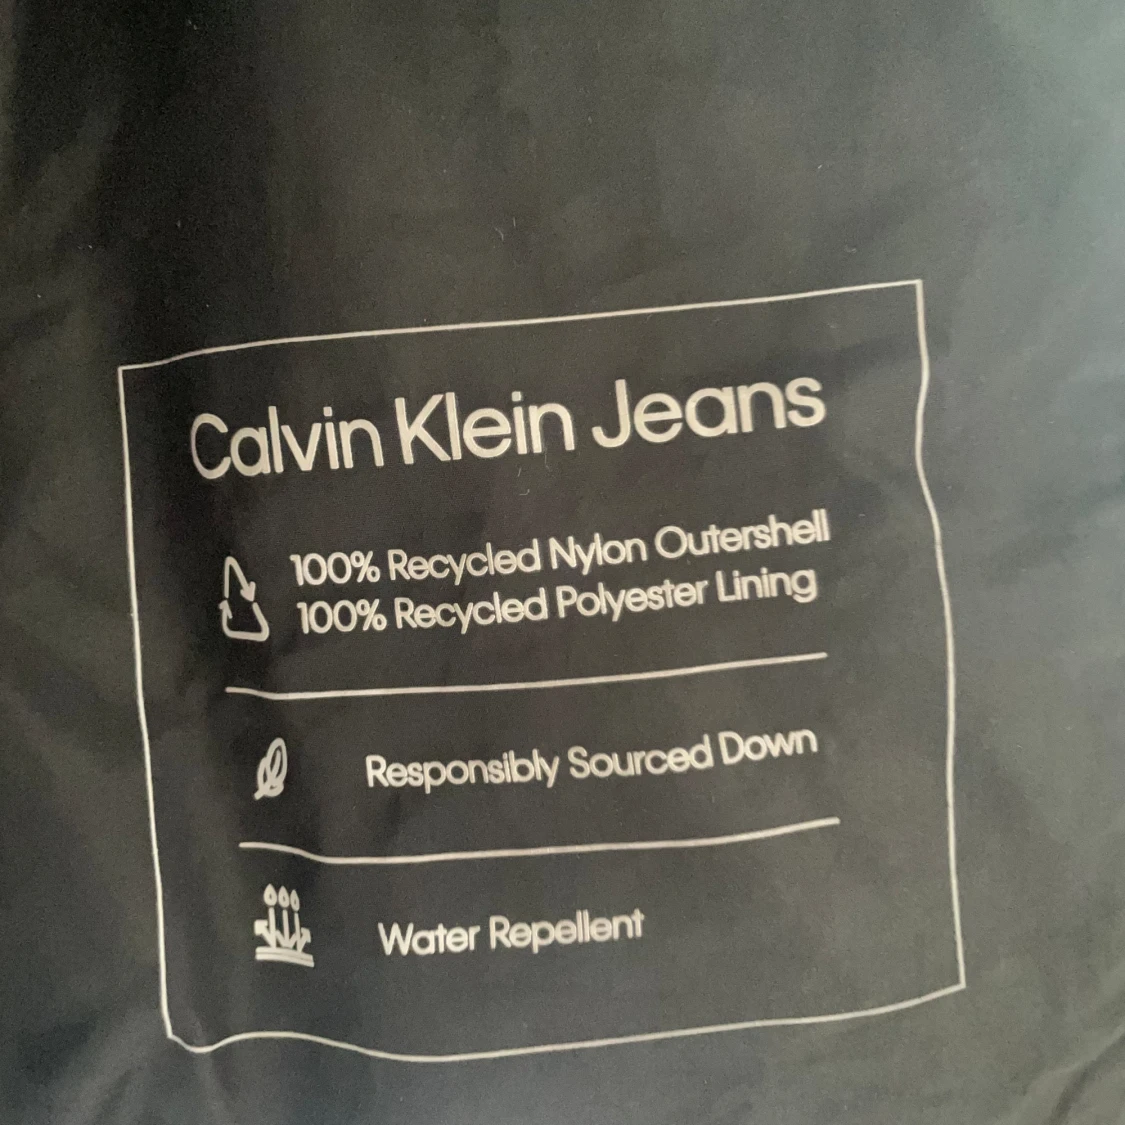 Calvin Klein Jeans
100% Recycled Nylon Outershell
100% Recycled Polyester Lining
Responsibly Sourced Down
Water Repellent